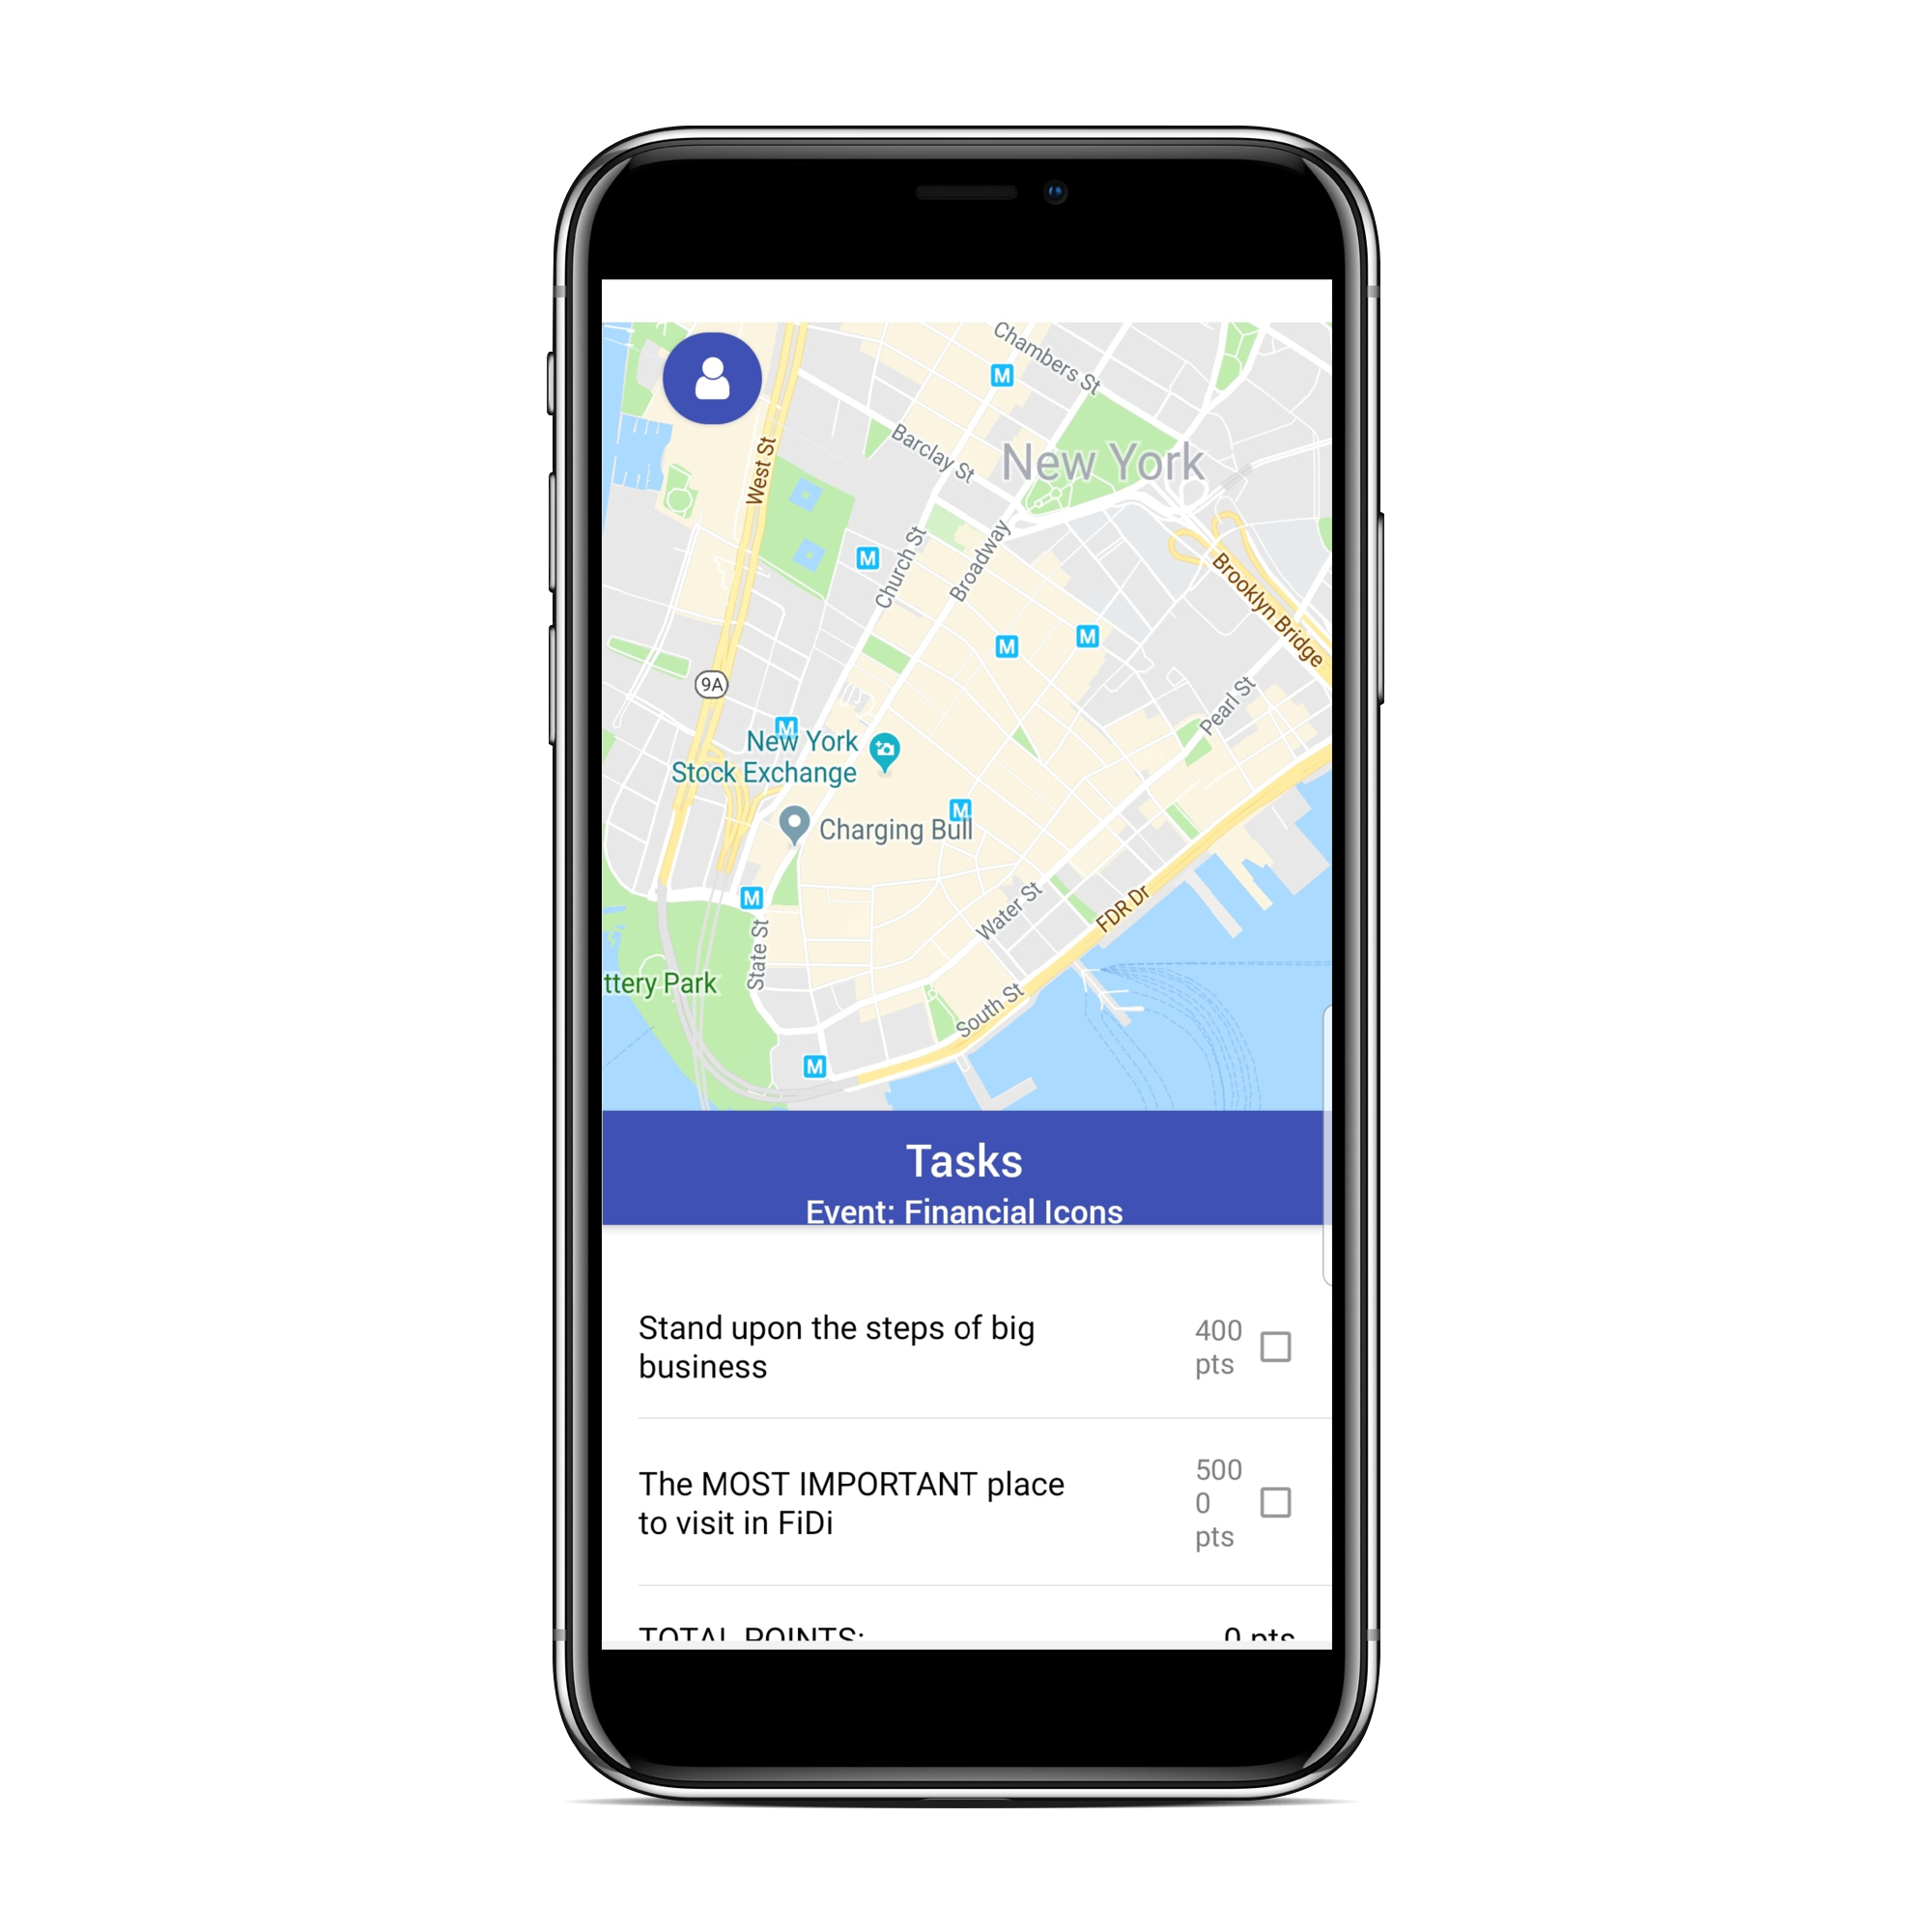 Chambers St
M
Barclay St
New York
West St
Church St
Broadway
M
Brooklyn Bridge
M
M
9A
Pearl St
M
New York
Stock Exchange
M
Charging Bull
M
Water St
FDR Dr
State St
ttery Park
South St
M
Tasks
Event: Financial Icons
Stand upon the steps of big
business
400
pts
The MOST IMPORTANT place
to visit in FiDi
500
0
pts
TOTAL POINTS:
0 pts